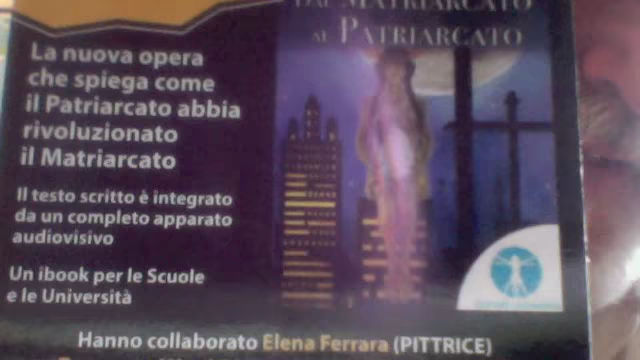 DAL MATRIARCATO
AL PATRIARCATO
La nuova opera
che spiega come
il Patriarcato abbia
rivoluzionato
il Matriarcato
Il testo scritto è integrato
da un completo apparato
audiovisivo
Un ibook per le Scuole
e le Università
Hanno collaborato Elena Ferrara (PITTRICE)